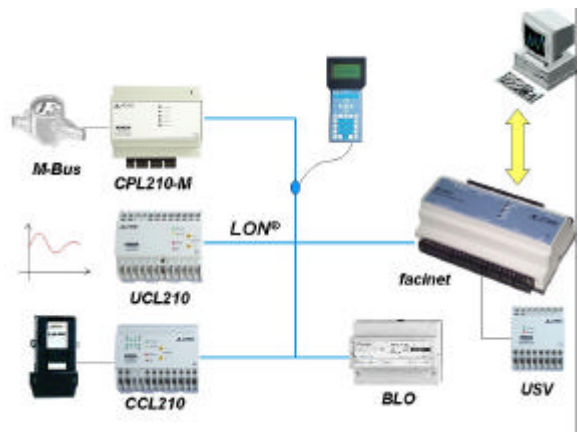 M-Bus
CPL210-M
LON®
UCL210
facinet
CCL210
BLO
USV